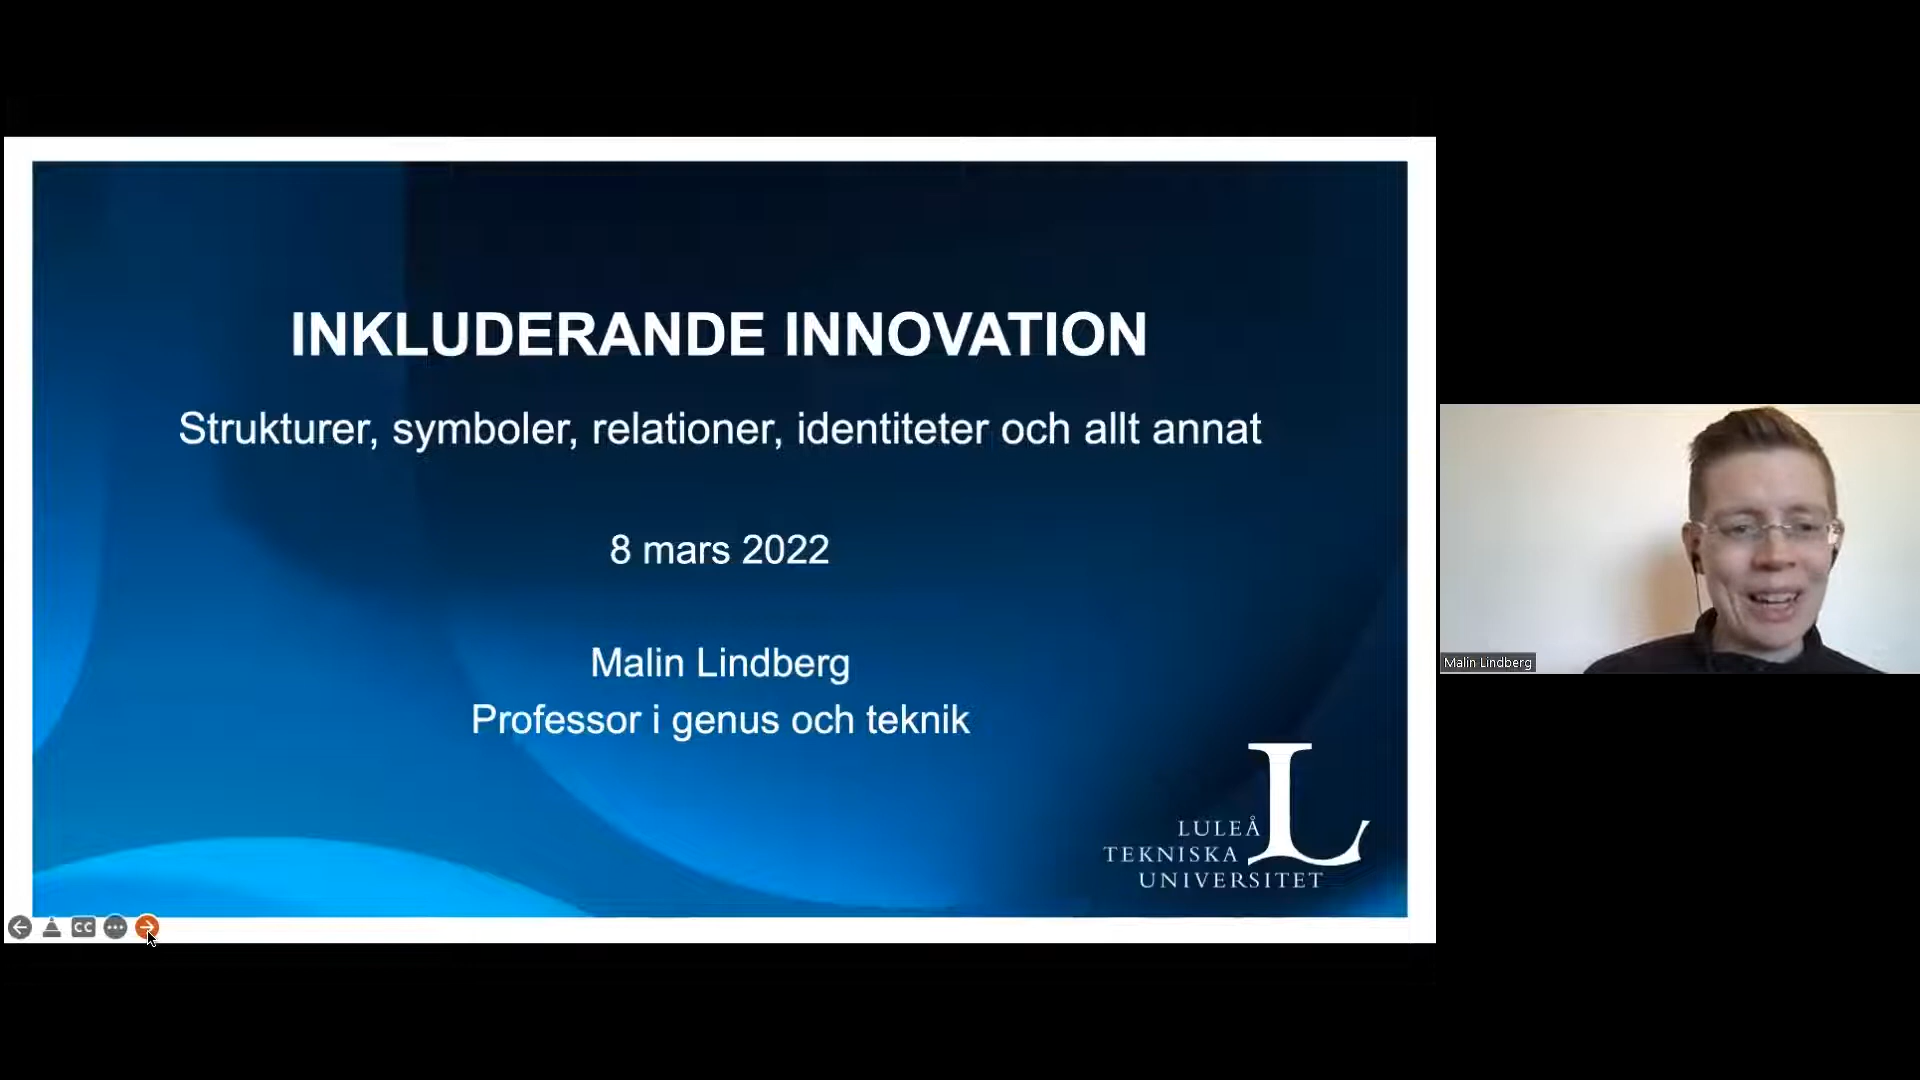 INKLUDERANDE INNOVATION
Strukturer, symboler, relationer, identiteter och allt annat
8 mars 2022
Malin Lindberg
Professor i genus och teknik
LULEÅ
TEKNISKA
UNIVERSITET
L
CC
Malin Lindberg